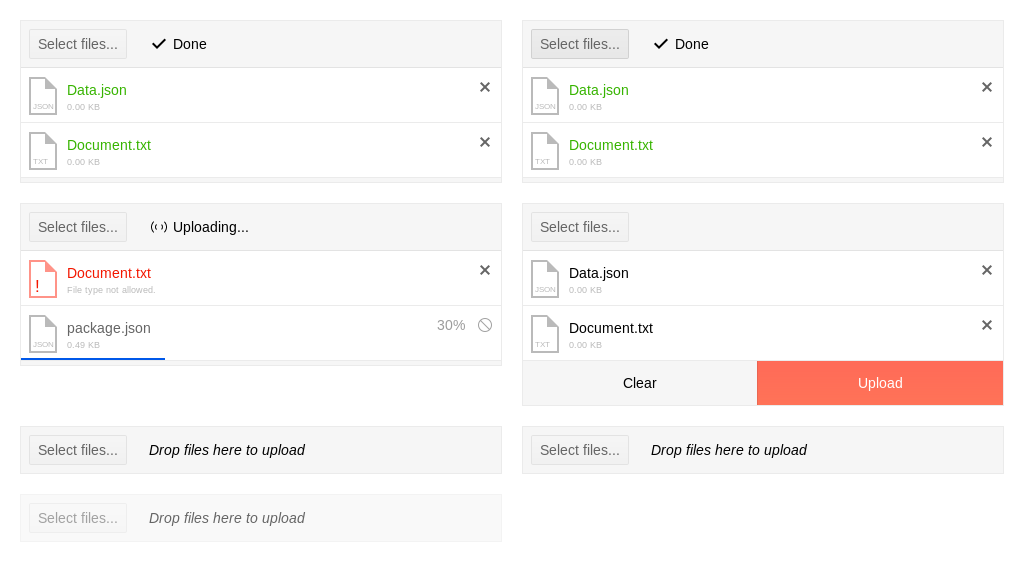 Select files... Done
Data.json
JSON
0.00 KB
Document.txt
TXT
0.00 KB
Select files... Done
Data.json
JSON
0.00 KB
Document.txt
TXT
0.00 KB
Select files... Uploading...
Document.txt
!
File type not allowed.
package.json 30%
JSON
0.49 KB
Select files...
Data.json
JSON
0.00 KB
Document.txt
TXT
0.00 KB
Clear Upload
Select files... Drop files here to upload
Select files... Drop files here to upload
Select files... Drop files here to upload